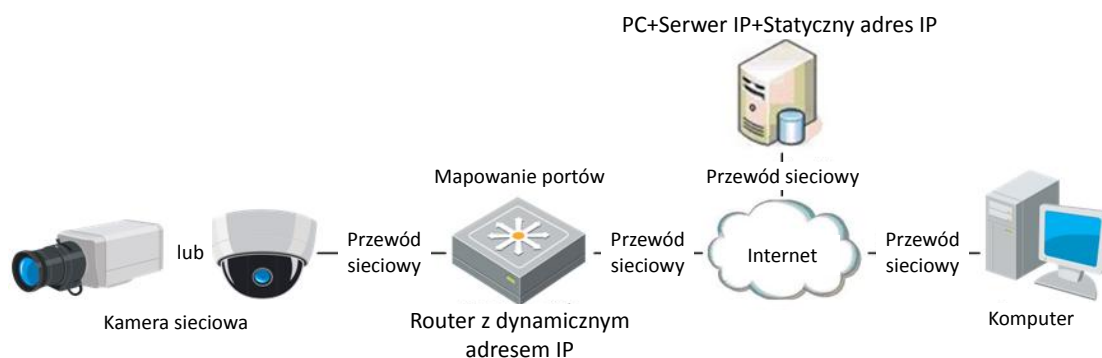 PC+Serwer IP+Statyczny adres IP
Mapowanie portów
Przewód sieciowy
lub
Przewód
sieciowy
Przewód
sieciowy
Internet
Przewód
sieciowy
Kamera sieciowa
Router z dynamicznym
adresem IP
Komputer